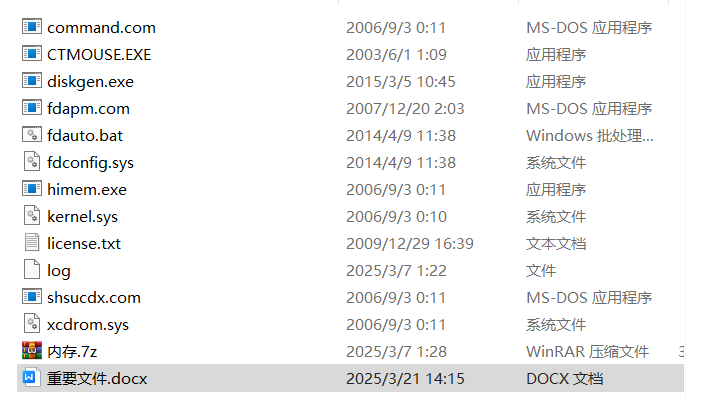 command.com 2006/9/3 0:11 MS-DOS 应用程序
CTMOUSE.EXE 2003/6/1 1:09 应用程序
diskgen.exe 2015/3/5 10:45 应用程序
fdapm.com 2007/12/20 2:03 MS-DOS 应用程序
fdauto.bat 2014/4/9 11:38 Windows 批处理...
fdconfig.sys 2014/4/9 11:38 系统文件
himem.exe 2006/9/3 0:11 应用程序
kernel.sys 2006/9/3 0:10 系统文件
license.txt 2009/12/29 16:39 文本文档
log 2025/3/7 1:22 文件
shsucdx.com 2006/9/3 0:11 MS-DOS 应用程序
xcdrom.sys 2006/9/3 0:11 系统文件
内存.7z 2025/3/7 1:28 WinRAR 压缩文件
重要文件.docx 2025/3/21 14:15 DOCX 文档